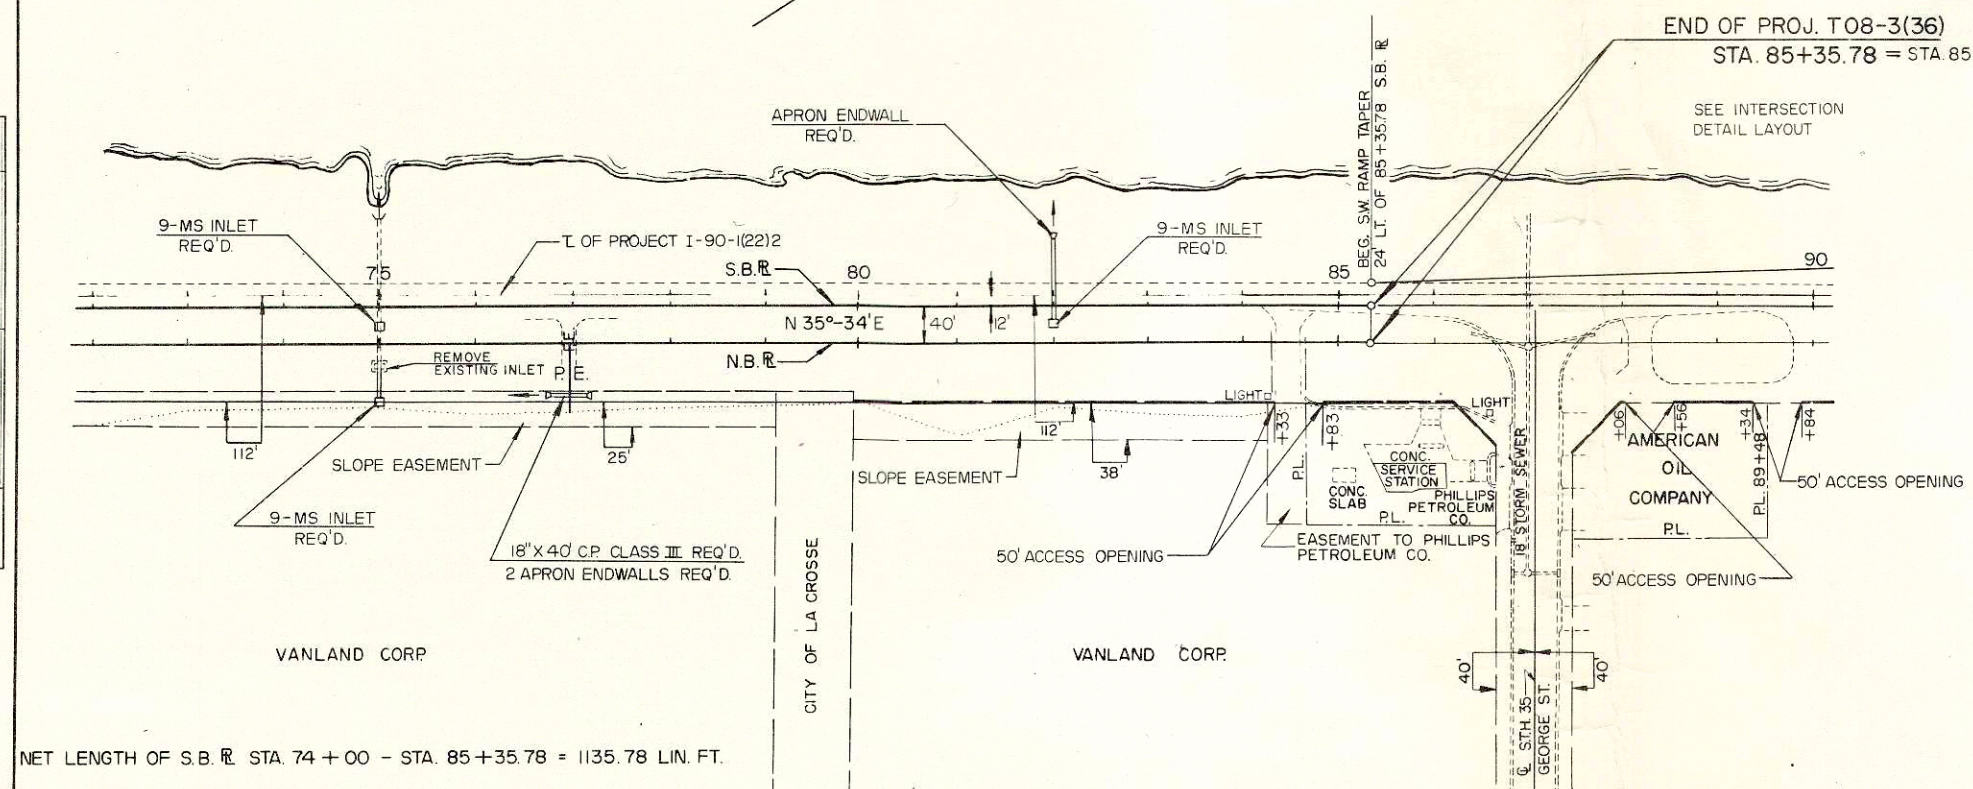 END OF PROJ. T08-3(36)
STA. 85+35.78 = STA. 85
SEE INTERSECTION
DETAIL LAYOUT
BEG. S.W. RAMP TAPER
24' LT. OF 85+35.78 S.B. RL
APRON ENDWALL
REQ'D.
9-MS INLET
REQ'D.
TL OF PROJECT I-90-1(22)2
9-MS INLET
REQ'D.
75
S.B. RL
80
85
90
N 35°-34' E
40'
12'
N.B. RL
REMOVE
EXISTING INLET
P. E.
LIGHT
LIGHT
112'
25'
SLOPE EASEMENT
112'
38'
SLOPE EASEMENT
+33
+83
+06
+56
+34
+84
P.L.
CONC.
SERVICE
STATION
CONC.
SLAB
PHILLIPS
PETROLEUM
CO.
P.L.
18" STORM SEWER
AMERICAN
OIL
COMPANY
P.L.
P.L. 89+48
50' ACCESS OPENING
9-MS INLET
REQ'D.
18" X 40' C.P. CLASS III REQ'D.
2 APRON ENDWALLS REQ'D.
50' ACCESS OPENING
EASEMENT TO PHILLIPS
PETROLEUM CO.
50' ACCESS OPENING
CITY OF LA CROSSE
VANLAND CORP.
VANLAND CORP.
40'
40'
CL S.T.H. 35
GEORGE ST.
NET LENGTH OF S.B. RL STA. 74+00 - STA. 85+35.78 = 1135.78 LIN. FT.